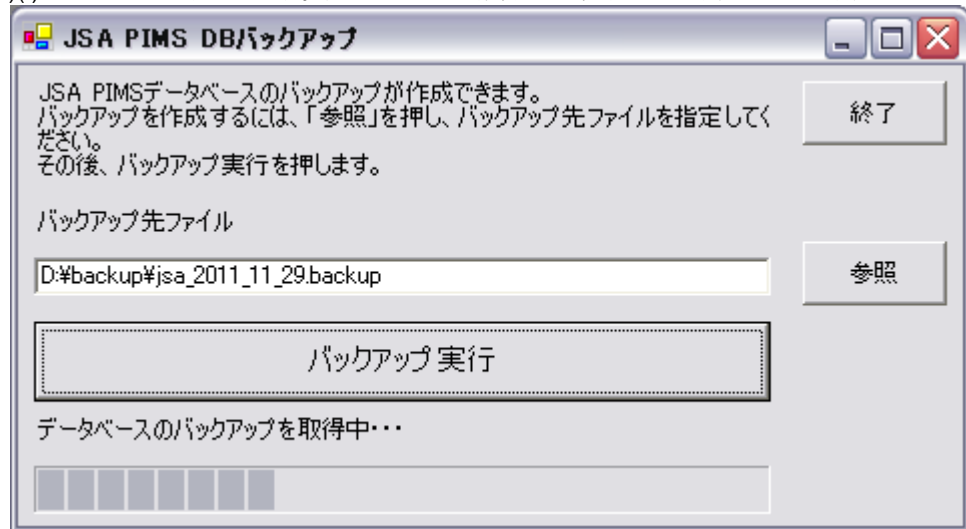 JSA PIMS DBバックアップ
JSA PIMSデータベースのバックアップが作成できます。
バックアップを作成するには、「参照」を押し、バックアップ先ファイルを指定してく
ださい。
その後、バックアップ実行を押します。
終了
バックアップ先ファイル
D:¥backup¥jsa_2011_11_29.backup
参照
バックアップ実行
データベースのバックアップを取得中・・・